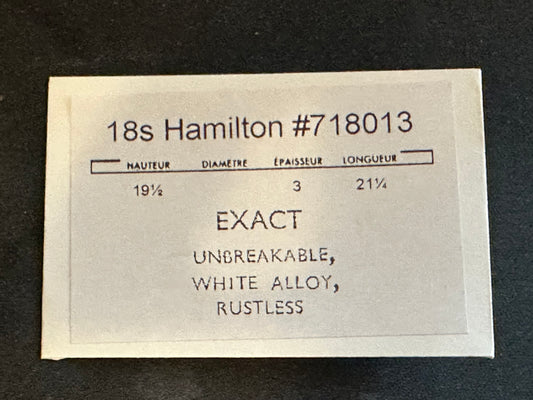 18s Hamilton #718013
HAUTEUR DIAMÈTRE ÉPAISSEUR LONGUEUR
19½ 3 21¼
EXACT
UNBREAKABLE,
WHITE ALLOY,
RUSTLESS